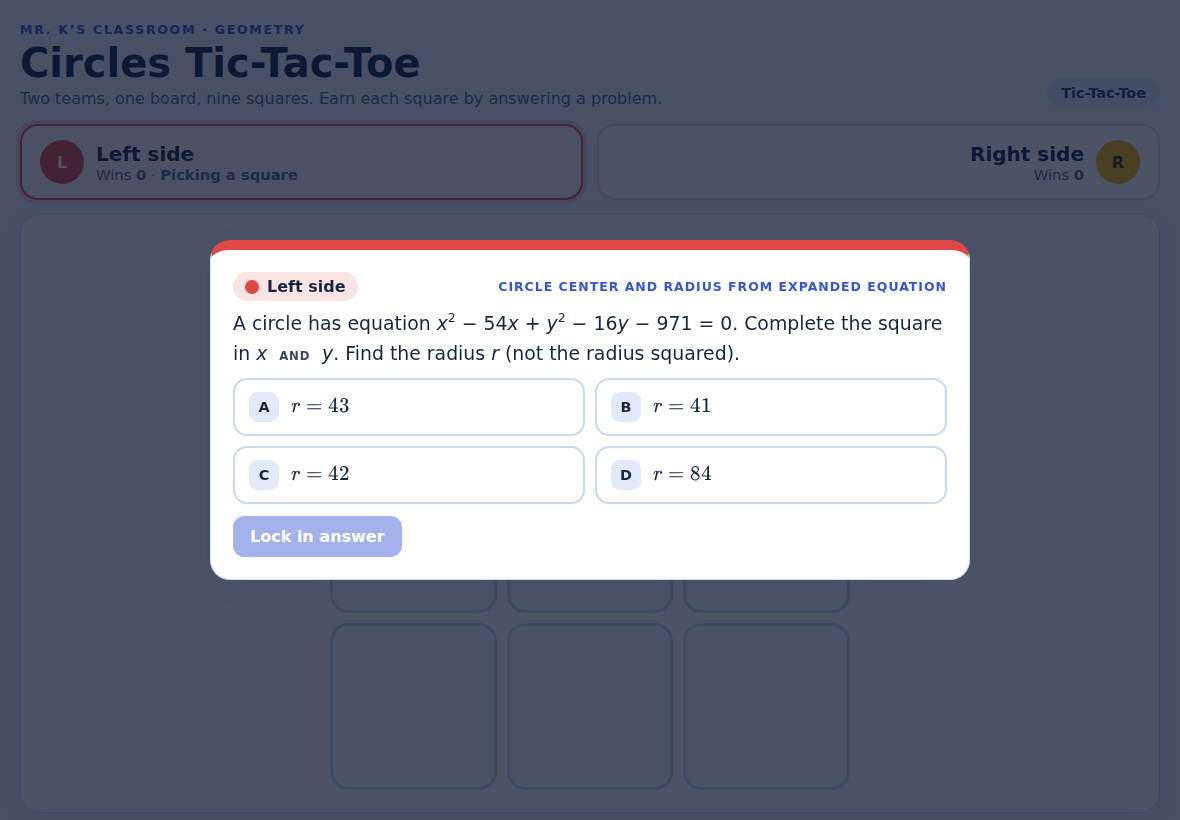 MR. K'S CLASSROOM · GEOMETRY
Circles Tic-Tac-Toe
Two teams, one board, nine squares. Earn each square by answering a problem.
Tic-Tac-Toe
L
Left side
Wins 0 · Picking a square
Right side
Wins 0
R
Left side
CIRCLE CENTER AND RADIUS FROM EXPANDED EQUATION
A circle has equation x² − 54x + y² − 16y − 971 = 0. Complete the square
in x AND y. Find the radius r (not the radius squared).
A r = 43
B r = 41
C r = 42
D r = 84
Lock in answer